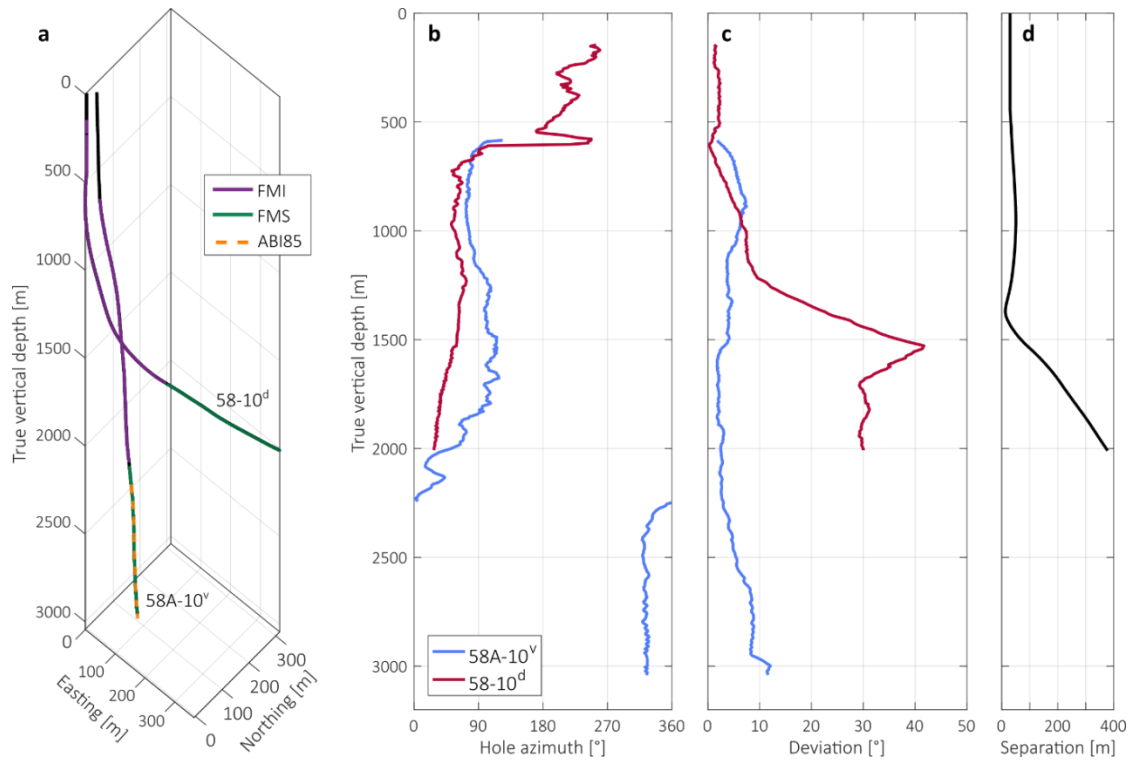 a
0
500
1000
1500
2000
2500
3000
True vertical depth [m]
FMI
FMS
ABI85
58-10ᵈ
58A-10ᵛ
0
100
200
300
Easting [m]
0
100
200
300
Northing [m]
b
0
500
1000
1500
2000
2500
3000
True vertical depth [m]
58A-10ᵛ
58-10ᵈ
0 90 180 270 360
Hole azimuth [°]
c
0 10 20 30 40 50
Deviation [°]
d
0 100 200 300 400
Separation [m]